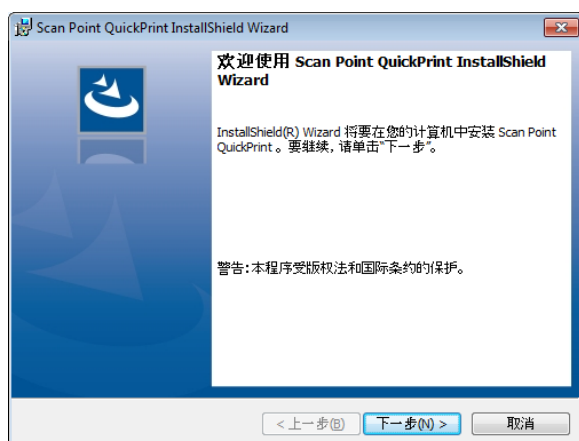 Scan Point QuickPrint InstallShield Wizard
欢迎使用 Scan Point QuickPrint InstallShield
Wizard
InstallShield(R) Wizard 将要在您的计算机中安装 Scan Point
QuickPrint 。要继续, 请单击“下一步”。
警告:本程序受版权法和国际条约的保护。
< 上一步(B)
下一步(N) >
取消